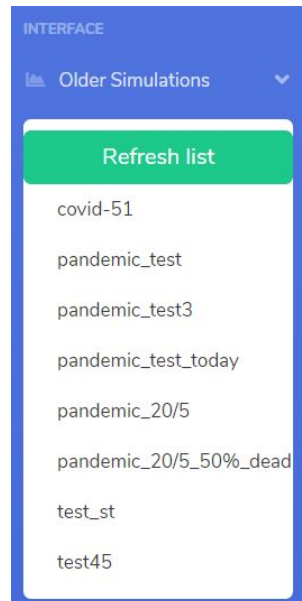 INTERFACE
Older Simulations
Refresh list
covid-51
pandemic_test
pandemic_test3
pandemic_test_today
pandemic_20/5
pandemic_20/5_50%_dead
test_st
test45